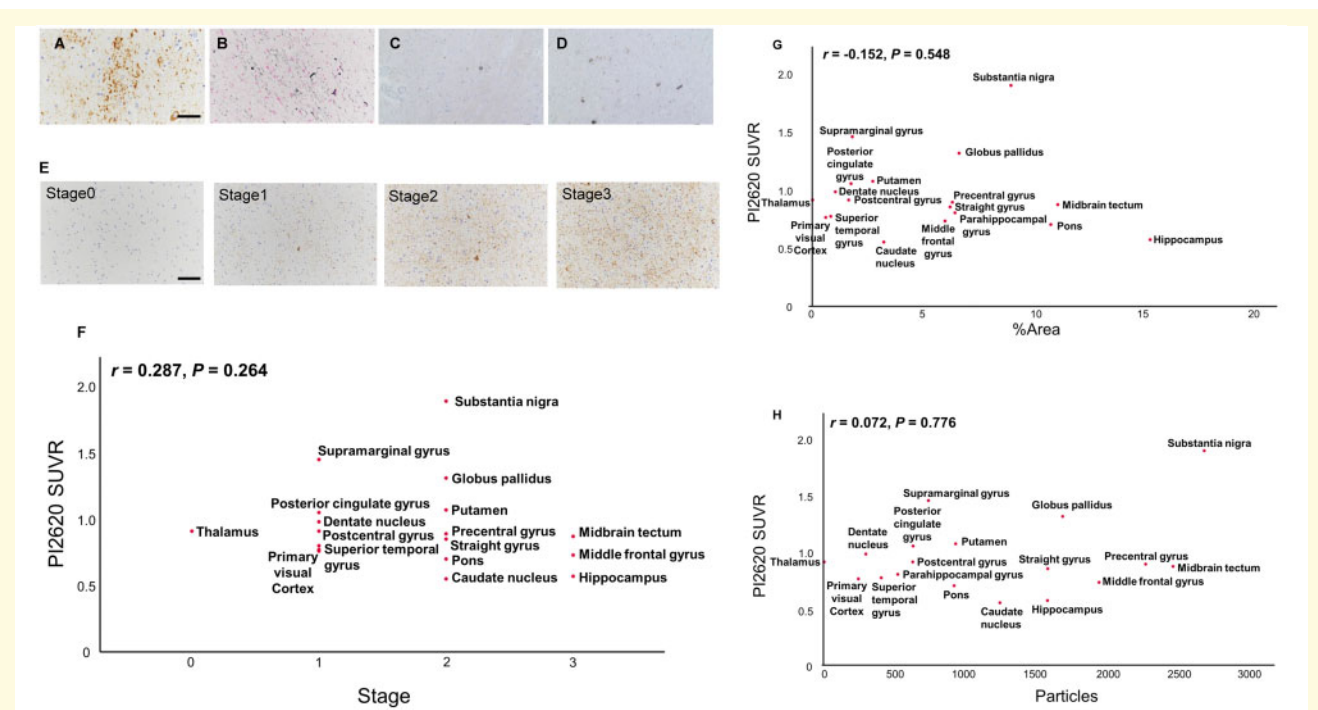 A
B
C
D
E
Stage0
Stage1
Stage2
Stage3
F
r = 0.287, P = 0.264
PI2620 SUVR
2.0
1.5
1.0
0.5
0
Substantia nigra
Supramarginal gyrus
Globus pallidus
Posterior cingulate gyrus
Putamen
Thalamus
Dentate nucleus
Postcentral gyrus
Superior temporal
gyrus
Primary
visual
Cortex
Precentral gyrus
Straight gyrus
Pons
Caudate nucleus
Midbrain tectum
Middle frontal gyrus
Hippocampus
0
1
2
3
Stage
G
r = -0.152, P = 0.548
PI2620 SUVR
2.0
1.5
1.0
0.5
0
Substantia nigra
Supramarginal gyrus
Globus pallidus
Posterior
cingulate
gyrus
Putamen
Dentate nucleus
Thalamus
Postcentral gyrus
Precentral gyrus
Straight gyrus
Parahippocampal
gyrus
Midbrain tectum
Pons
Primary
visual
Cortex
Superior
temporal
gyrus
Middle
frontal
gyrus
Caudate
nucleus
Hippocampus
0
5
10
15
20
%Area
H
r = 0.072, P = 0.776
PI2620 SUVR
2.0
1.5
1.0
0.5
0
Substantia nigra
Supramarginal gyrus
Globus pallidus
Posterior
cingulate
gyrus
Dentate
nucleus
Putamen
Thalamus
Postcentral gyrus
Straight gyrus
Precentral gyrus
Midbrain tectum
Parahippocampal gyrus
Middle frontal gyrus
Primary
visual
Cortex
Superior
temporal
gyrus
Pons
Caudate
nucleus
Hippocampus
0
500
1000
1500
2000
2500
3000
Particles